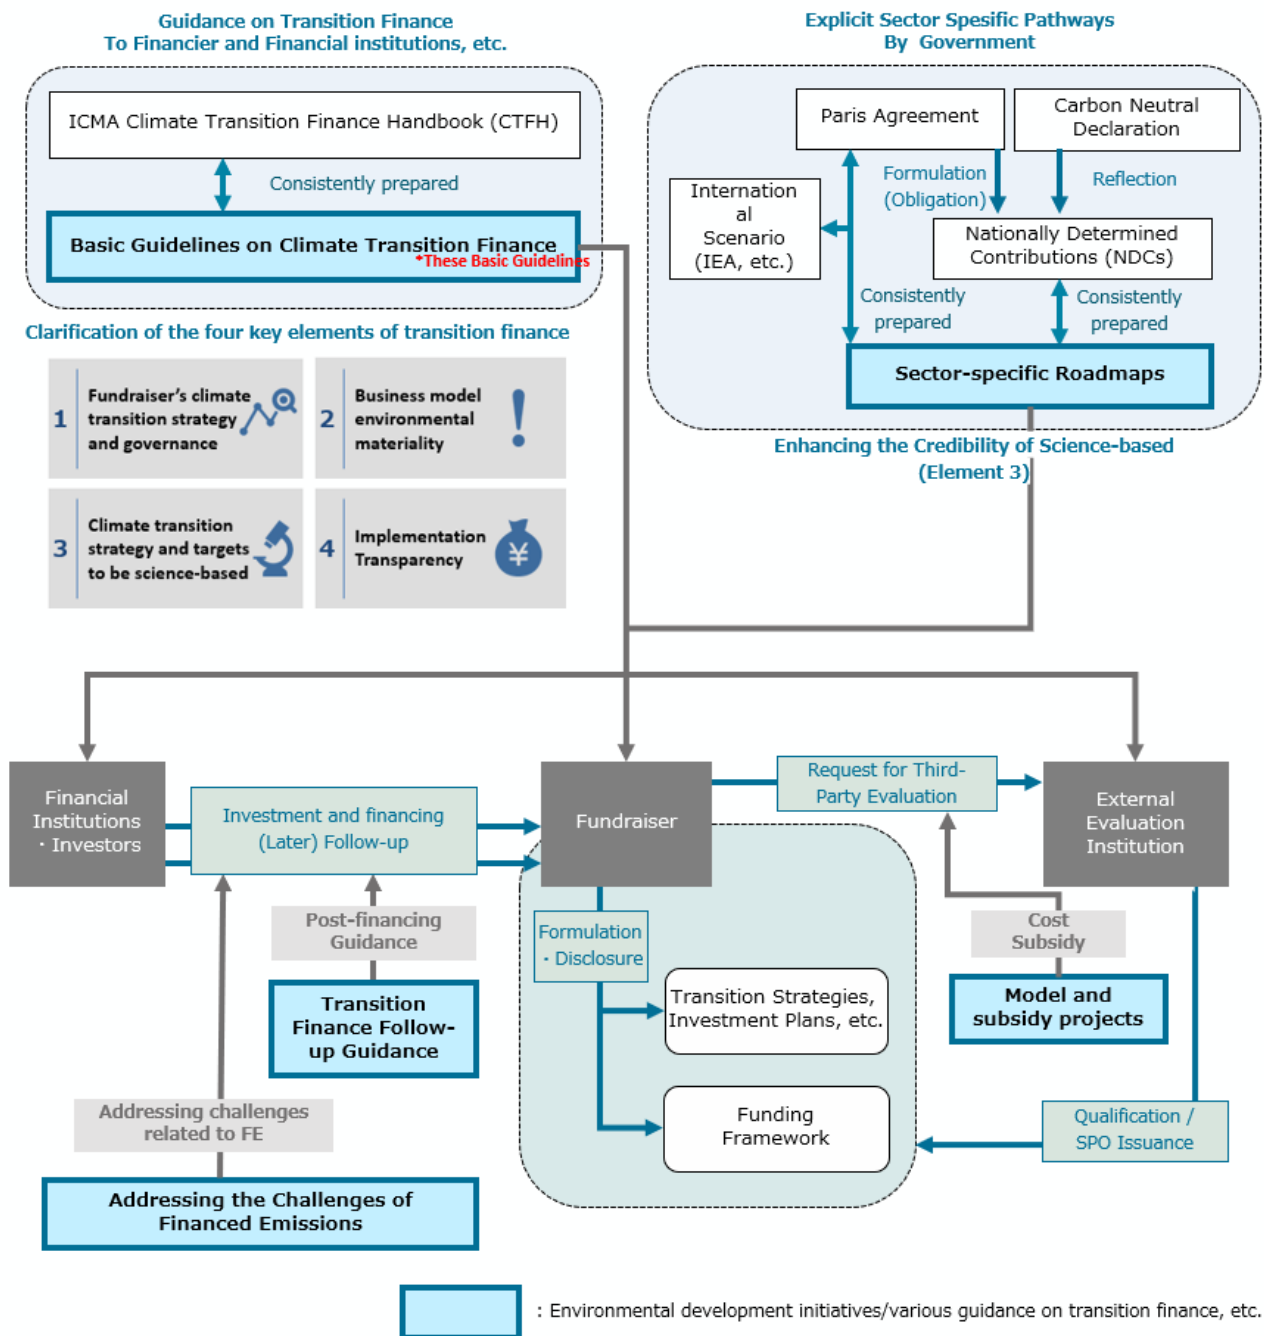 Guidance on Transition Finance
To Financier and Financial institutions, etc.
ICMA Climate Transition Finance Handbook (CTFH)
Consistently prepared
Basic Guidelines on Climate Transition Finance
*These Basic Guidelines
Clarification of the four key elements of transition finance
1
Fundraiser's climate
transition strategy
and governance
2
Business model
environmental
materiality
3
Climate transition
strategy and targets
to be science-based
4
Implementation
Transparency
¥
Explicit Sector Spesific Pathways
By Government
Paris Agreement
Carbon Neutral
Declaration
Internation
al
Scenario
(IEA, etc.)
Formulation
(Obligation)
Reflection
Nationally Determined
Contributions (NDCs)
Consistently
prepared
Consistently
prepared
Sector-specific Roadmaps
Enhancing the Credibility of Science-based
(Element 3)
Financial
Institutions
・Investors
Investment and financing
(Later) Follow-up
Fundraiser
Request for Third-
Party Evaluation
External
Evaluation
Institution
Post-financing
Guidance
Transition
Finance Follow-
up Guidance
Addressing challenges
related to FE
Addressing the Challenges of
Financed Emissions
Formulation
・Disclosure
Transition Strategies,
Investment Plans, etc.
Funding
Framework
Cost
Subsidy
Model and
subsidy projects
Qualification /
SPO Issuance
: Environmental development initiatives/various guidance on transition finance, etc.